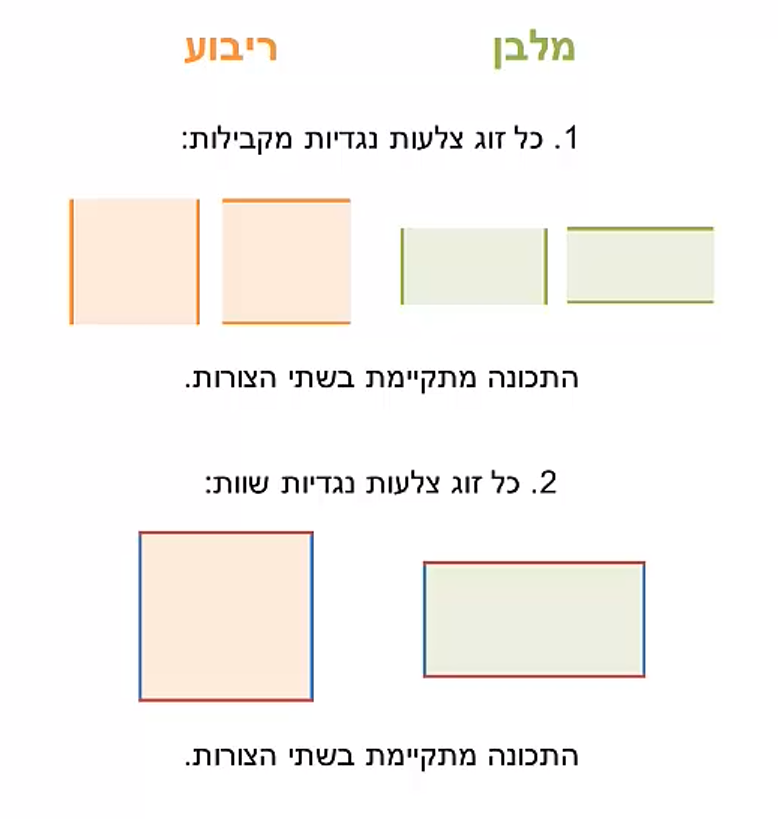 מלבן ריבוע
1. כל זוג צלעות נגדיות מקבילות:
התכונה מתקיימת בשתי הצורות.
2. כל זוג צלעות נגדיות שוות:
התכונה מתקיימת בשתי הצורות.